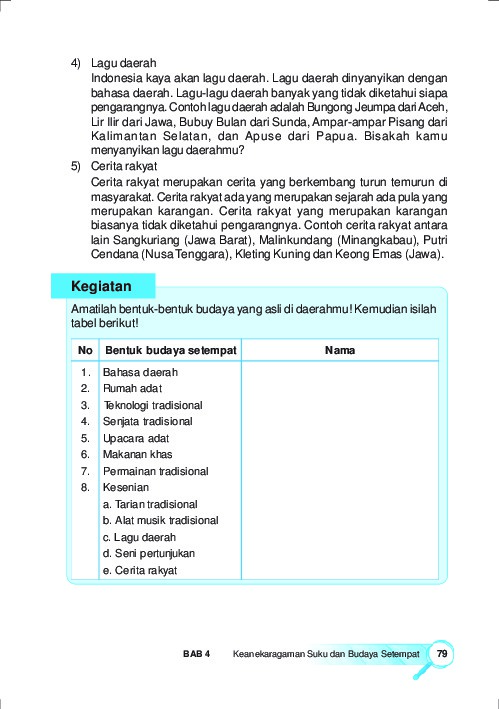 4) Lagu daerah
Indonesia kaya akan lagu daerah. Lagu daerah dinyanyikan dengan
bahasa daerah. Lagu-lagu daerah banyak yang tidak diketahui siapa
pengarangnya. Contoh lagu daerah adalah Bungong Jeumpa dari Aceh,
Lir Ilir dari Jawa, Bubuy Bulan dari Sunda, Ampar-ampar Pisang dari
Kalimantan Selatan, dan Apuse dari Papua. Bisakah kamu
menyanyikan lagu daerahmu?
5) Cerita rakyat
Cerita rakyat merupakan cerita yang berkembang turun temurun di
masyarakat. Cerita rakyat ada yang merupakan sejarah ada pula yang
merupakan karangan. Cerita rakyat yang merupakan karangan
biasanya tidak diketahui pengarangnya. Contoh cerita rakyat antara
lain Sangkuriang (Jawa Barat), Malinkundang (Minangkabau), Putri
Cendana (Nusa Tenggara), Kleting Kuning dan Keong Emas (Jawa).
Kegiatan
Amatilah bentuk-bentuk budaya yang asli di daerahmu! Kemudian isilah
tabel berikut!
No Bentuk budaya setempat Nama
1. Bahasa daerah
2. Rumah adat
3. Teknologi tradisional
4. Senjata tradisional
5. Upacara adat
6. Makanan khas
7. Permainan tradisional
8. Kesenian
a. Tarian tradisional
b. Alat musik tradisional
c. Lagu daerah
d. Seni pertunjukan
e. Cerita rakyat
BAB 4 Keanekaragaman Suku dan Budaya Setempat 79